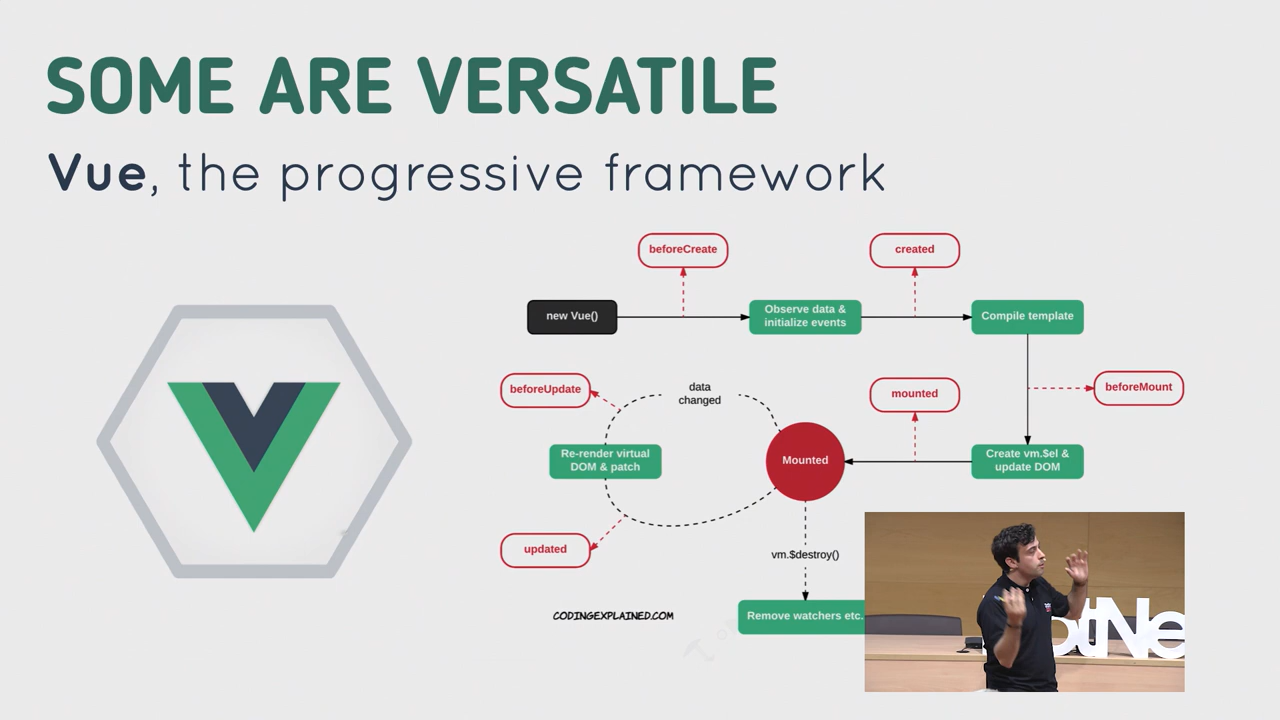 SOME ARE VERSATILE
Vue, the progressive framework
beforeCreate
created
new Vue()
Observe data &
initialize events
Compile template
beforeUpdate
data
changed
mounted
beforeMount
Re-render virtual
DOM & patch
Mounted
Create vm.$el &
update DOM
updated
vm.$destroy()
CODINGEXPLAINED.COM
Remove watchers etc.